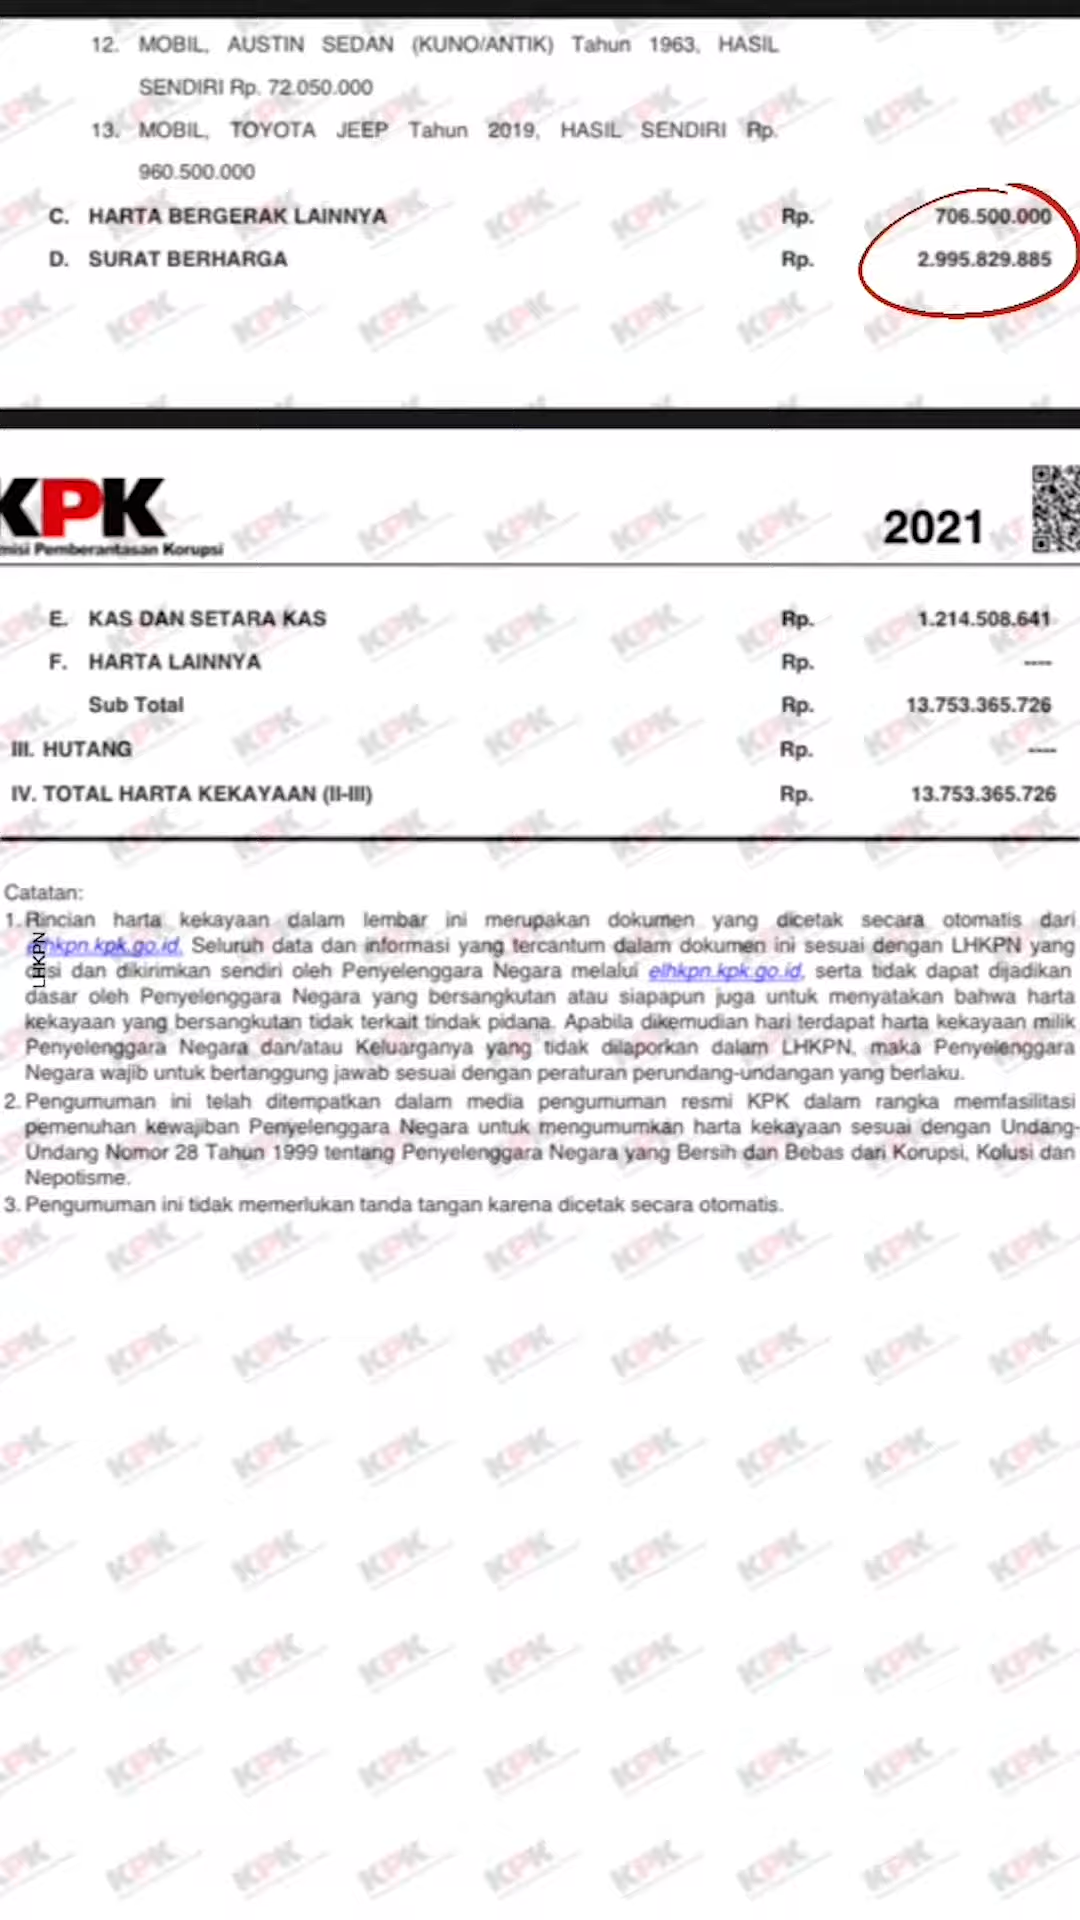 12. MOBIL, AUSTIN SEDAN (KUNO/ANTIK) Tahun 1963, HASIL
SENDIRI Rp. 72.050.000
13. MOBIL, TOYOTA JEEP Tahun 2019, HASIL SENDIRI Rp.
960.500.000
C. HARTA BERGERAK LAINNYA Rp. 706.500.000
D. SURAT BERHARGA Rp. 2.995.829.885
KPK 2021
misi Pemberantasan Korupsi
E. KAS DAN SETARA KAS Rp. 1.214.508.641
F. HARTA LAINNYA Rp. ----
Sub Total Rp. 13.753.365.726
III. HUTANG Rp. ----
IV. TOTAL HARTA KEKAYAAN (II-III) Rp. 13.753.365.726
Catatan:
1. Rincian harta kekayaan dalam lembar ini merupakan dokumen yang dicetak secara otomatis dari
elhkpn.kpk.go.id. Seluruh data dan informasi yang tercantum dalam dokumen ini sesuai dengan LHKPN yang
diisi dan dikirimkan sendiri oleh Penyelenggara Negara melalui elhkpn.kpk.go.id, serta tidak dapat dijadikan
dasar oleh Penyelenggara Negara yang bersangkutan atau siapapun juga untuk menyatakan bahwa harta
kekayaan yang bersangkutan tidak terkait tindak pidana. Apabila dikemudian hari terdapat harta kekayaan milik
Penyelenggara Negara dan/atau Keluarganya yang tidak dilaporkan dalam LHKPN, maka Penyelenggara
Negara wajib untuk bertanggung jawab sesuai dengan peraturan perundang-undangan yang berlaku.
2. Pengumuman ini telah ditempatkan dalam media pengumuman resmi KPK dalam rangka memfasilitasi
pemenuhan kewajiban Penyelenggara Negara untuk mengumumkan harta kekayaan sesuai dengan Undang-
Undang Nomor 28 Tahun 1999 tentang Penyelenggara Negara yang Bersih dan Bebas dari Korupsi, Kolusi dan
Nepotisme.
3. Pengumuman ini tidak memerlukan tanda tangan karena dicetak secara otomatis.
LHKPN